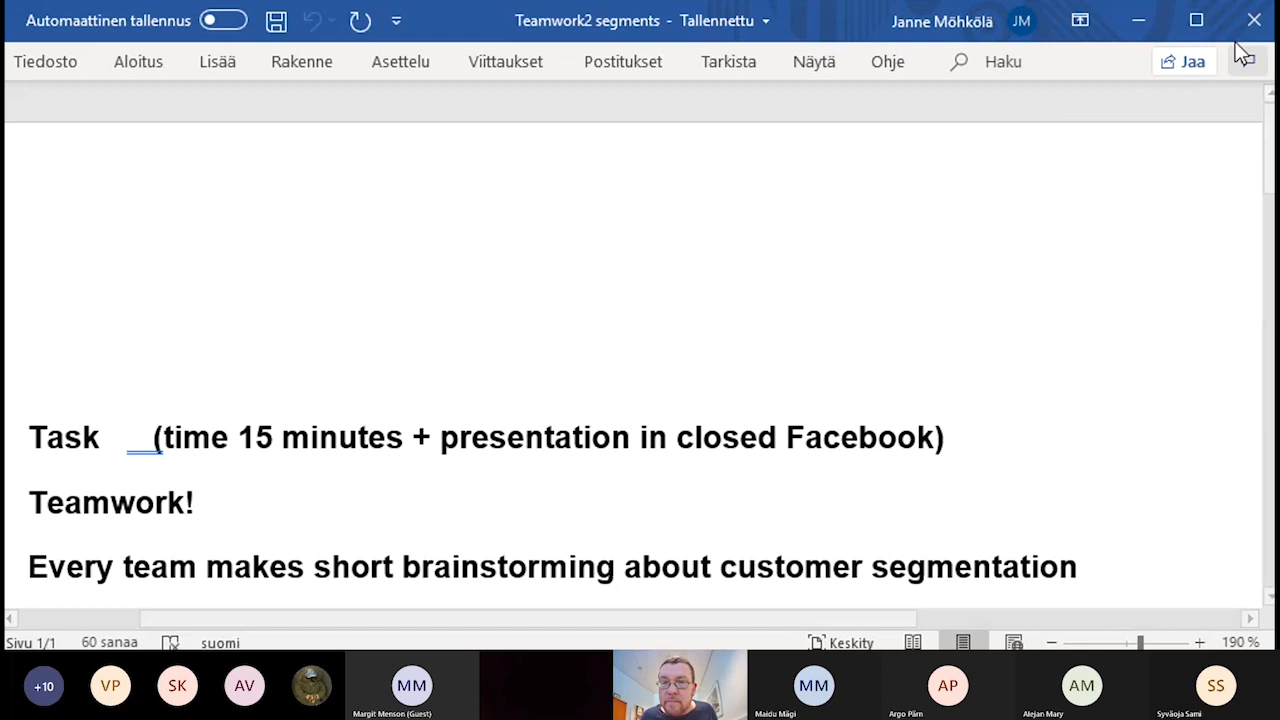 Automaattinen tallennus
Teamwork2 segments - Tallennettu
Janne Möhkölä JM
Tiedosto Aloitus Lisää Rakenne Asettelu Viittaukset Postitukset Tarkista Näytä Ohje Haku Jaa
Task __(time 15 minutes + presentation in closed Facebook)
Teamwork!
Every team makes short brainstorming about customer segmentation
Sivu 1/1 60 sanaa suomi Keskity 190 %
+10 VP SK AV MM MM AP AM SS
Margit Menson (Guest) Maidu Mägi Argo Pärn Alejan Mary Syväoja Sami